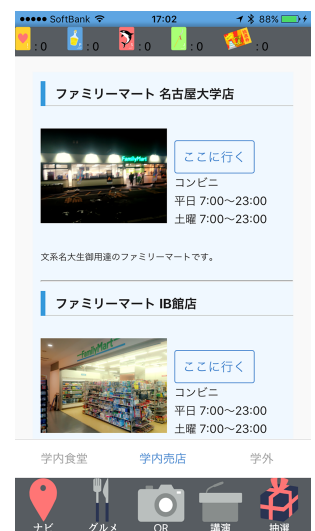 ●●●●● SoftBank 17:02 88%
:0 :0 :0 :0 :0
ファミリーマート 名古屋大学店
FamilyMart
ここに行く
コンビニ
平日 7:00〜23:00
土曜 7:00〜23:00
文系名大生御用達のファミリーマートです。
ファミリーマート IB館店
FamilyMart
ここに行く
コンビニ
平日 7:00〜23:00
土曜 7:00〜23:00
学内食堂 学内売店 学外
ナビ グルメ QR 講演 抽選